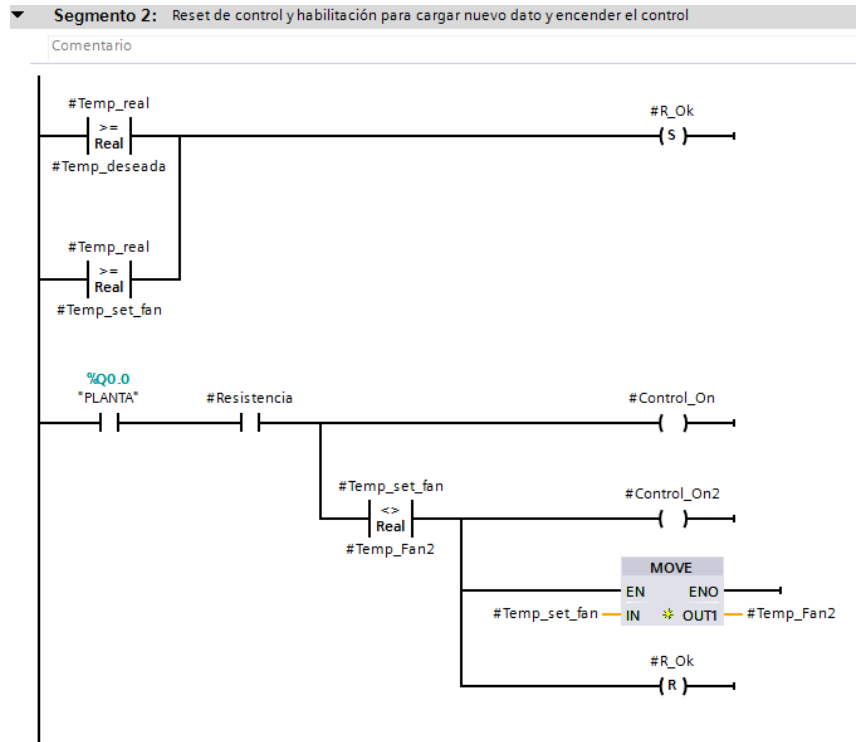 Segmento 2: Reset de control y habilitación para cargar nuevo dato y encender el control
Comentario
#Temp_real
>=
Real
#Temp_deseada
#R_Ok
S
#Temp_real
>=
Real
#Temp_set_fan
%Q0.0
"PLANTA"
#Resistencia
#Control_On
#Temp_set_fan
<>
Real
#Temp_Fan2
#Control_On2
MOVE
EN ENO
#Temp_set_fan IN OUT1 #Temp_Fan2
#R_Ok
R